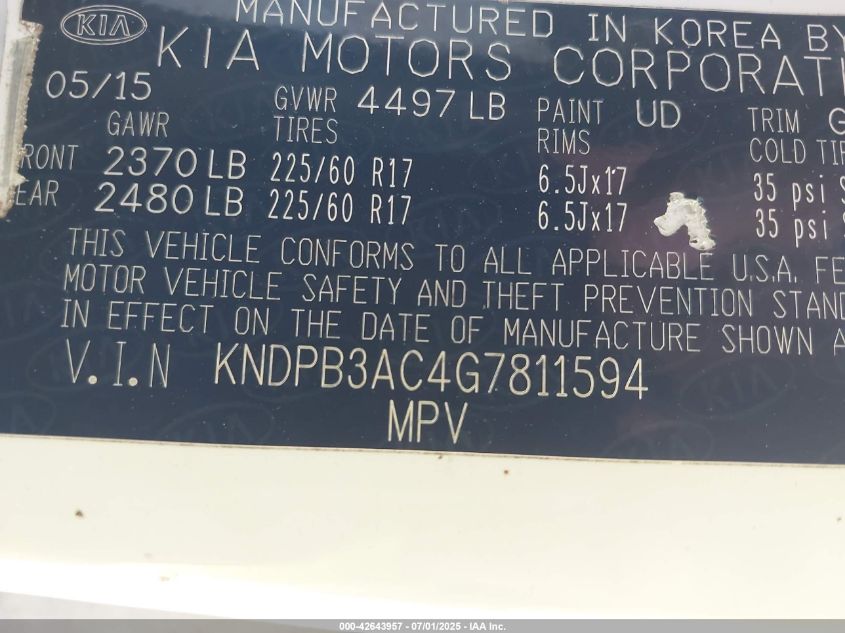 KIA
MANUFACTURED IN KOREA BY
KIA MOTORS CORPORATI
05/15 GVWR 4497 LB PAINT UD TRIM G
GAWR TIRES RIMS COLD TIR
RONT 2370 LB 225/60 R17 6.5Jx17 35 psi S
EAR 2480 LB 225/60 R17 6.5Jx17 35 psi S
THIS VEHICLE CONFORMS TO ALL APPLICABLE U.S.A. FE
MOTOR VEHICLE SAFETY AND THEFT PREVENTION STAND
IN EFFECT ON THE DATE OF MANUFACTURE SHOWN A
V.I.N KNDPB3AC4G7811594
MPV
000-42643957 - 07/01/2025 - IAA Inc.